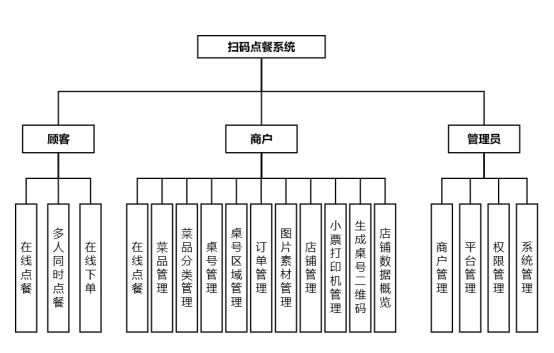 扫码点餐系统
顾客
商户
管理员
在线点餐
多人同时点餐
在线下单
在线点餐
菜品管理
菜品分类管理
桌号管理
桌号区域管理
订单管理
图片素材管理
店铺管理
小票打印机管理
生成桌号二维码
店铺数据概览
商户管理
平台管理
权限管理
系统管理